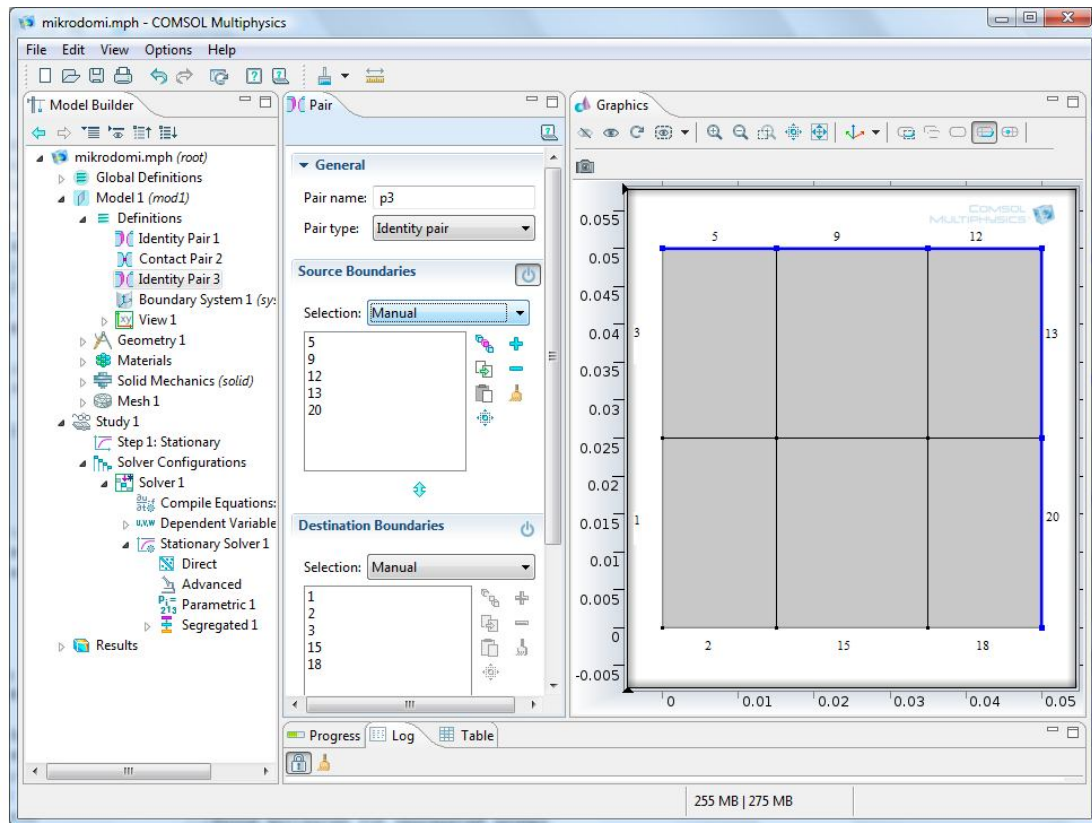 mikrodomi.mph - COMSOL Multiphysics
File Edit View Options Help
Model Builder
mikrodomi.mph (root)
Global Definitions
Model 1 (mod1)
Definitions
Identity Pair 1
Contact Pair 2
Identity Pair 3
Boundary System 1 (sys
View 1
Geometry 1
Materials
Solid Mechanics (solid)
Mesh 1
Study 1
Step 1: Stationary
Solver Configurations
Solver 1
Compile Equations:
Dependent Variable
Stationary Solver 1
Direct
Advanced
Parametric 1
Segregated 1
Results
Pair
General
Pair name: p3
Pair type: Identity pair
Source Boundaries
Selection: Manual
5
9
12
13
20
Destination Boundaries
Selection: Manual
1
2
3
15
18
Graphics
COMSOL
MULTIPHYSICS
0.055
5 9 12
0.05
0.045
0.04 3 13
0.035
0.03
0.025
0.02
0.015 1 20
0.01
0.005
0
2 15 18
-0.005
0 0.01 0.02 0.03 0.04 0.05
Progress Log Table
255 MB | 275 MB